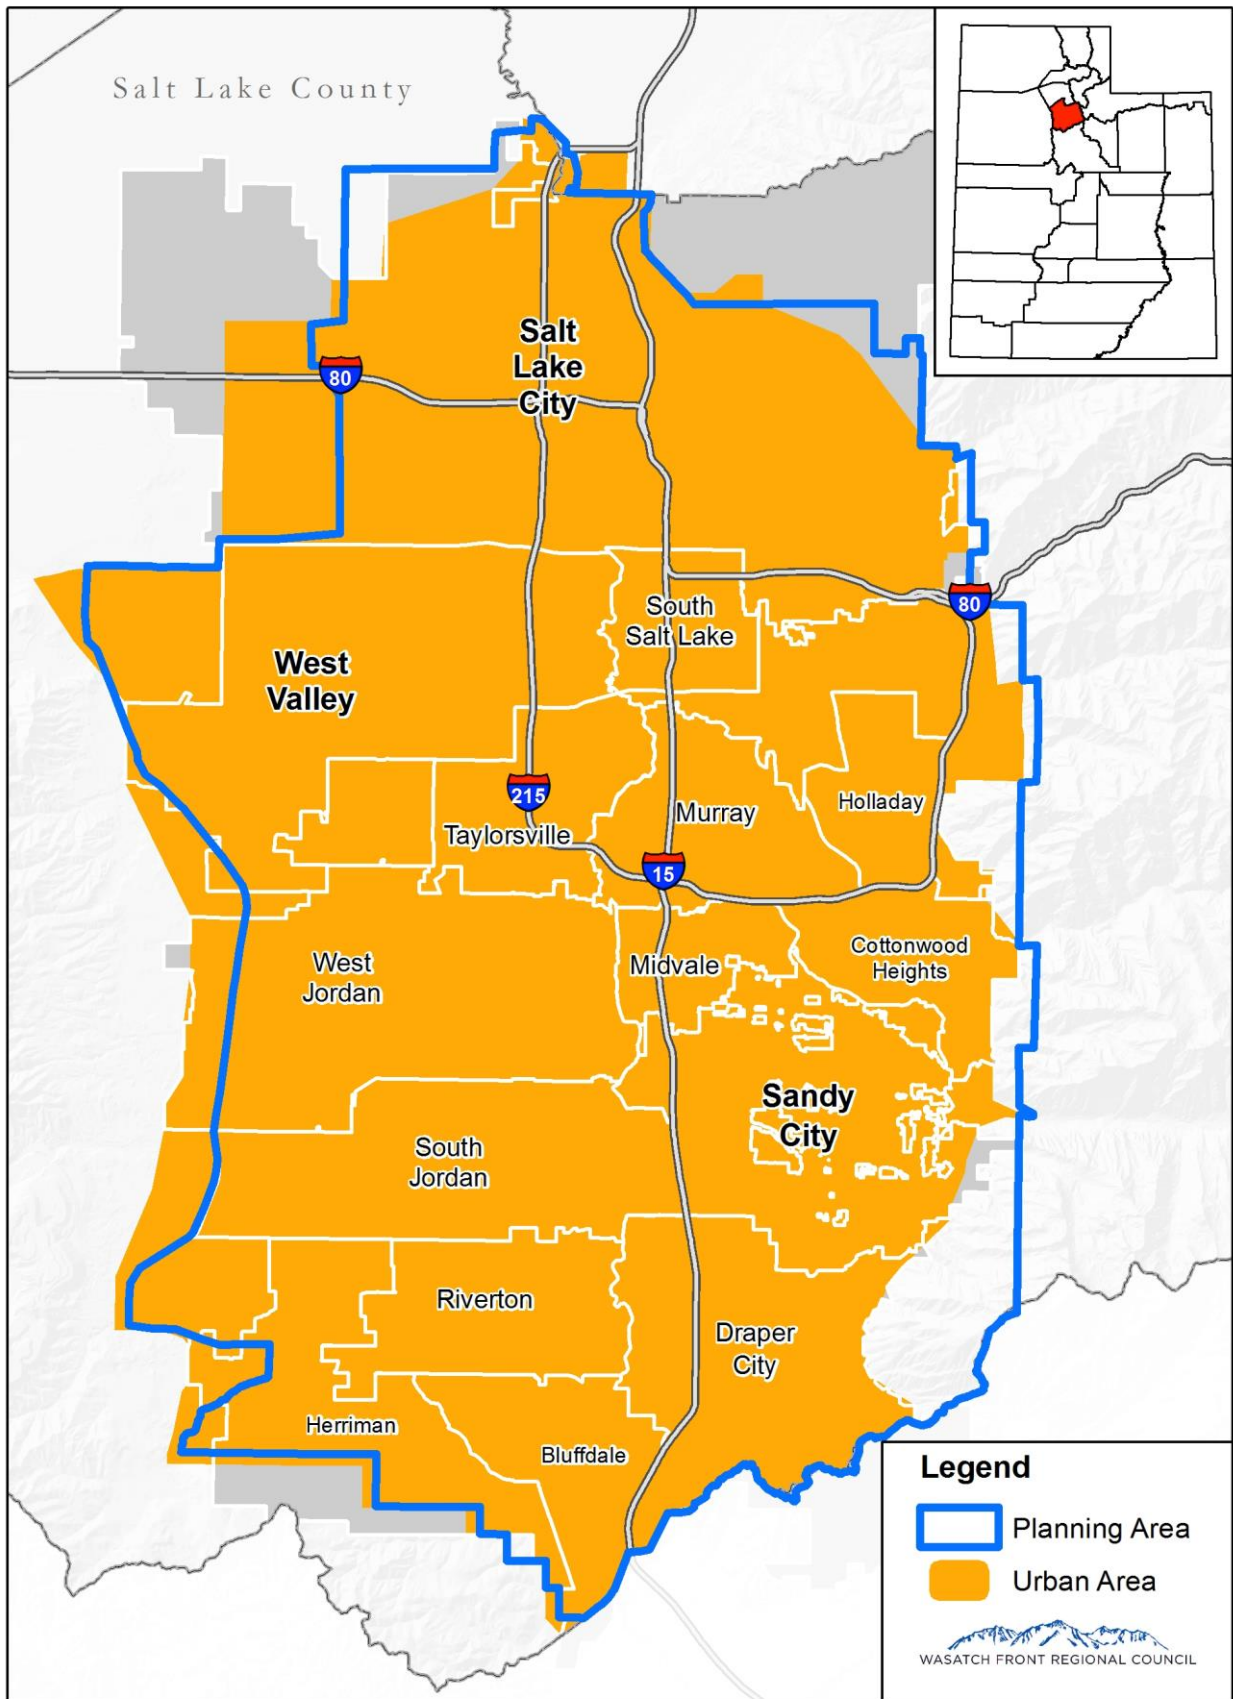 Salt Lake County
Salt
Lake
City
80
80
South
Salt Lake
West
Valley
215
Taylorsville
Murray
Holladay
15
West
Jordan
Midvale
Cottonwood
Heights
Sandy
City
South
Jordan
Riverton
Draper
City
Herriman
Bluffdale
Legend
Planning Area
Urban Area
WASATCH FRONT REGIONAL COUNCIL